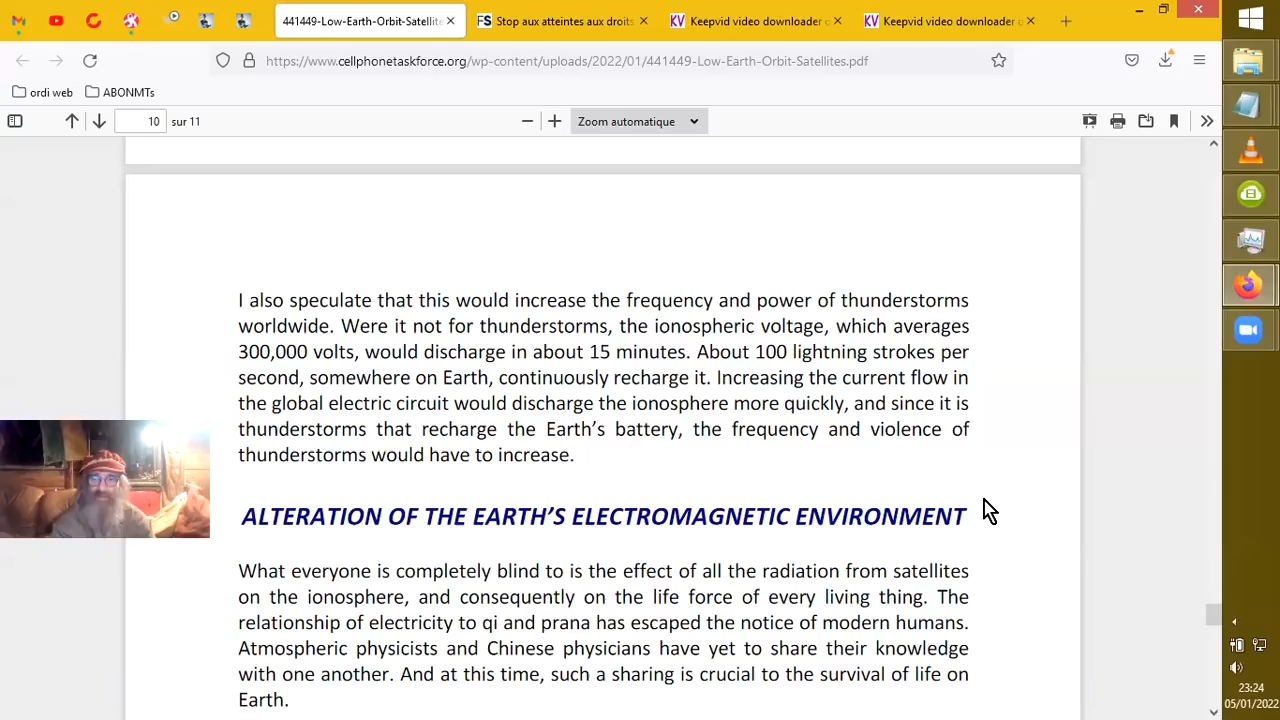 441449-Low-Earth-Orbit-Satellite
Stop aux atteintes aux droits
Keepvid video downloader
Keepvid video downloader
https://www.cellphonetaskforce.org/wp-content/uploads/2022/01/441449-Low-Earth-Orbit-Satellites.pdf
ordi web
ABONMTs
10 sur 11
Zoom automatique
I also speculate that this would increase the frequency and power of thunderstorms
worldwide. Were it not for thunderstorms, the ionospheric voltage, which averages
300,000 volts, would discharge in about 15 minutes. About 100 lightning strokes per
second, somewhere on Earth, continuously recharge it. Increasing the current flow in
the global electric circuit would discharge the ionosphere more quickly, and since it is
thunderstorms that recharge the Earth’s battery, the frequency and violence of
thunderstorms would have to increase.
ALTERATION OF THE EARTH’S ELECTROMAGNETIC ENVIRONMENT
What everyone is completely blind to is the effect of all the radiation from satellites
on the ionosphere, and consequently on the life force of every living thing. The
relationship of electricity to qi and prana has escaped the notice of modern humans.
Atmospheric physicists and Chinese physicians have yet to share their knowledge
with one another. And at this time, such a sharing is crucial to the survival of life on
Earth.
23:24
05/01/2022